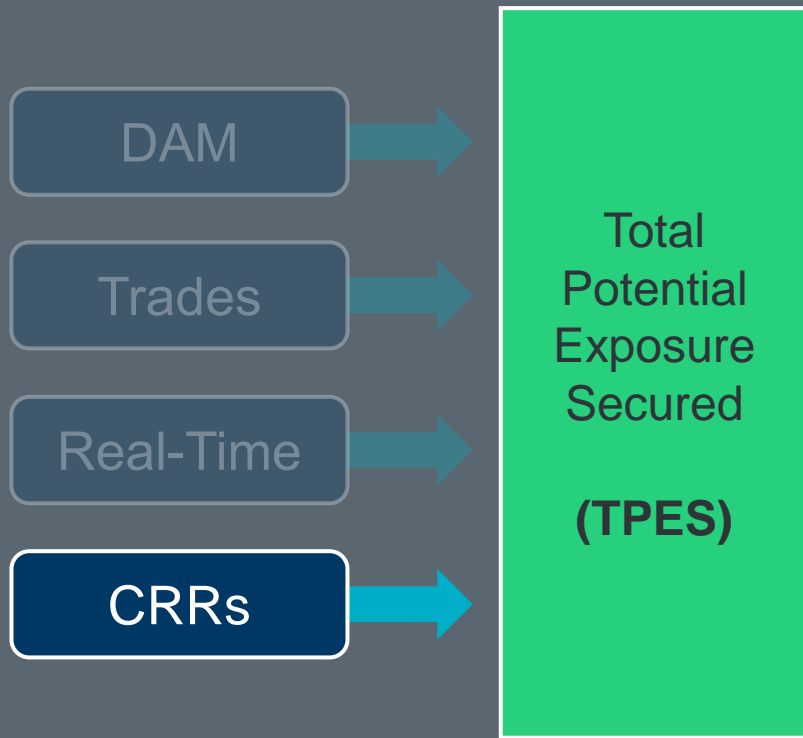 DAM
Trades
Real-Time
CRRs
Total
Potential
Exposure
Secured
(TPES)